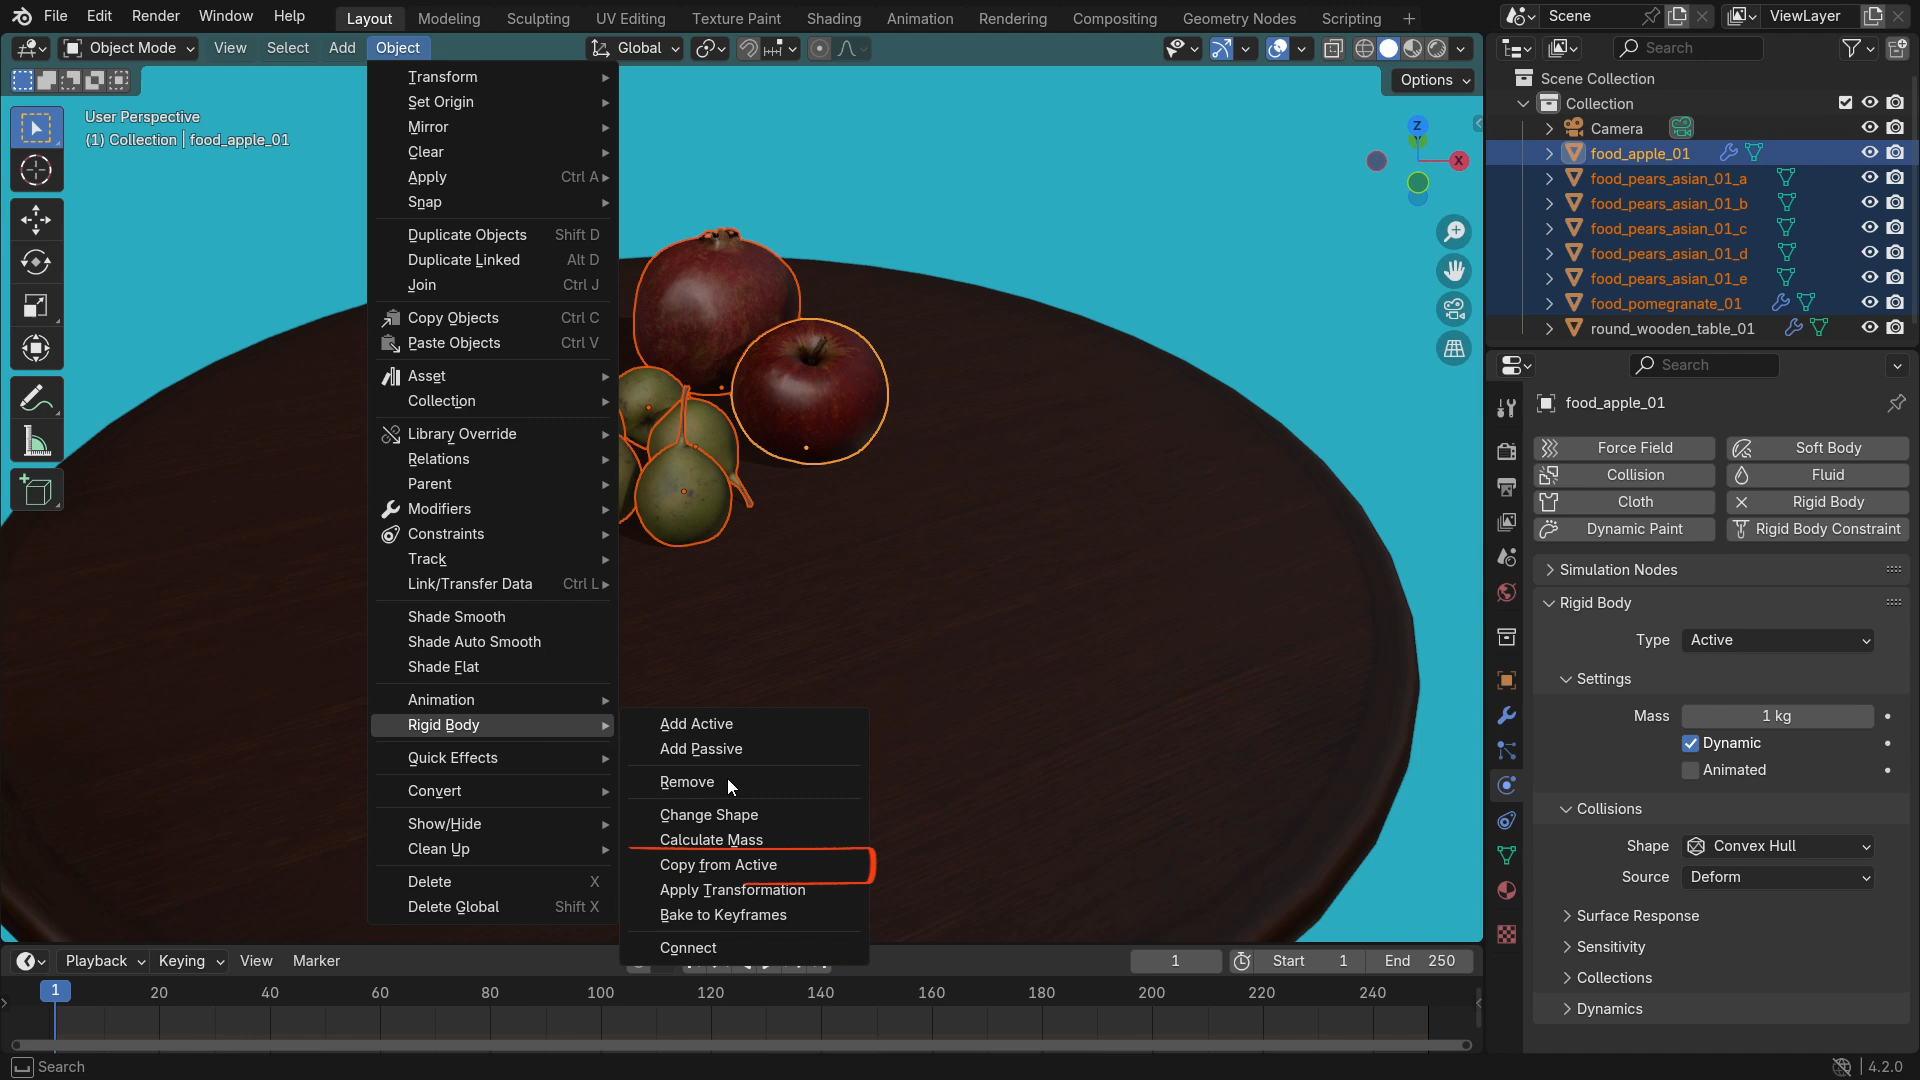 File Edit Render Window Help Layout Modeling Sculpting UV Editing Texture Paint Shading Animation Rendering Compositing Geometry Nodes Scripting + Scene ViewLayer
Object Mode View Select Add Object Global Search
Options
User Perspective
(1) Collection | food_apple_01
Z
X
Transform
Set Origin
Mirror
Clear
Apply Ctrl A
Snap
Duplicate Objects Shift D
Duplicate Linked Alt D
Join Ctrl J
Copy Objects Ctrl C
Paste Objects Ctrl V
Asset
Collection
Library Override
Relations
Parent
Modifiers
Constraints
Track
Link/Transfer Data Ctrl L
Shade Smooth
Shade Auto Smooth
Shade Flat
Animation
Rigid Body
Quick Effects
Convert
Show/Hide
Clean Up
Delete X
Delete Global Shift X
Add Active
Add Passive
Remove
Change Shape
Calculate Mass
Copy from Active
Apply Transformation
Bake to Keyframes
Connect
Scene Collection
Collection
Camera
food_apple_01
food_pears_asian_01_a
food_pears_asian_01_b
food_pears_asian_01_c
food_pears_asian_01_d
food_pears_asian_01_e
food_pomegranate_01
round_wooden_table_01
Search
food_apple_01
Force Field Soft Body
Collision Fluid
Cloth Rigid Body
Dynamic Paint Rigid Body Constraint
Simulation Nodes
Rigid Body
Type Active
Settings
Mass 1 kg
Dynamic
Animated
Collisions
Shape Convex Hull
Source Deform
Surface Response
Sensitivity
Collections
Dynamics
Playback Keying View Marker 1 Start 1 End 250
1 20 40 60 80 100 120 140 160 180 200 220 240
Search 4.2.0